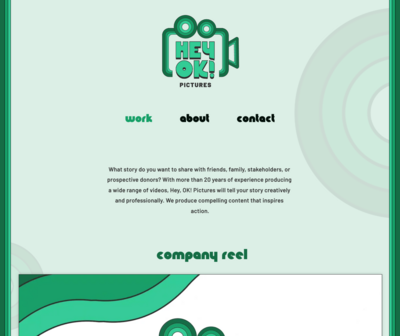 HEY
OK!
PICTURES
work about contact
What story do you want to share with friends, family, stakeholders, or
prospective donors? With more than 20 years of experience producing
a wide range of videos, Hey, OK! Pictures will tell your story creatively
and professionally. We produce compelling content that inspires
action.
company reel